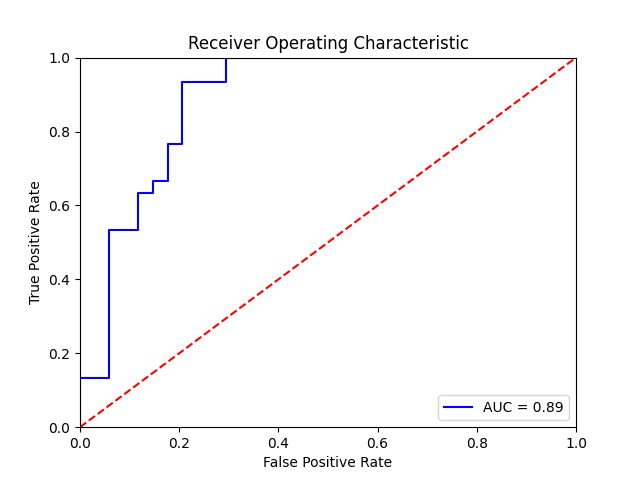 Receiver Operating Characteristic
1.0
0.8
0.6
0.4
0.2
0.0
True Positive Rate
0.0 0.2 0.4 0.6 0.8 1.0
False Positive Rate
AUC = 0.89